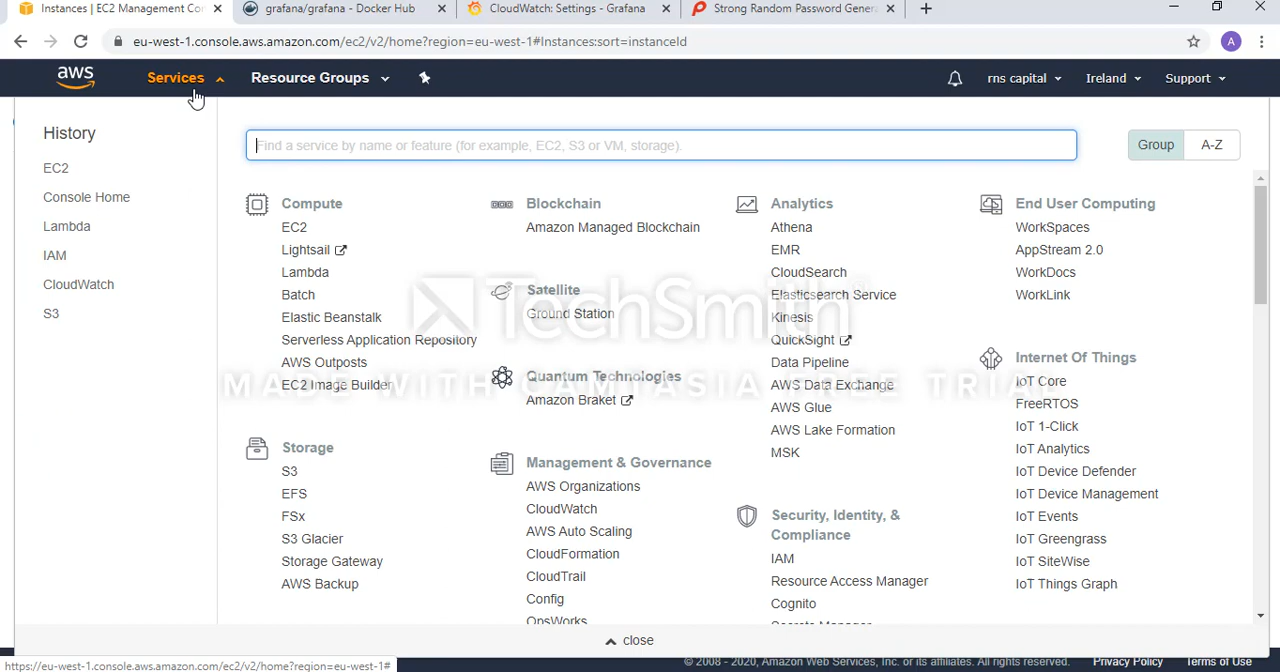 Instances | EC2 Management Con
grafana/grafana - Docker Hub
CloudWatch: Settings - Grafana
Strong Random Password Genera
eu-west-1.console.aws.amazon.com/ec2/v2/home?region=eu-west-1#Instances:sort=instanceId
A
aws
Services
Resource Groups
rns capital
Ireland
Support
History
EC2
Console Home
Lambda
IAM
CloudWatch
S3
Find a service by name or feature (for example, EC2, S3 or VM, storage).
Group
A-Z
Compute
EC2
Lightsail
Lambda
Batch
Elastic Beanstalk
Serverless Application Repository
AWS Outposts
EC2 Image Builder
Storage
S3
EFS
FSx
S3 Glacier
Storage Gateway
AWS Backup
Blockchain
Amazon Managed Blockchain
Satellite
Ground Station
Quantum Technologies
Amazon Braket
Management & Governance
AWS Organizations
CloudWatch
AWS Auto Scaling
CloudFormation
CloudTrail
Config
OpsWorks
Analytics
Athena
EMR
CloudSearch
Elasticsearch Service
Kinesis
QuickSight
Data Pipeline
AWS Data Exchange
AWS Glue
AWS Lake Formation
MSK
Security, Identity, &
Compliance
IAM
Resource Access Manager
Cognito
Secrets Manager
End User Computing
WorkSpaces
AppStream 2.0
WorkDocs
WorkLink
Internet Of Things
IoT Core
FreeRTOS
IoT 1-Click
IoT Analytics
IoT Device Defender
IoT Device Management
IoT Events
IoT Greengrass
IoT SiteWise
IoT Things Graph
TechSmith
MADE WITH CAMTASIA FREE TRIAL
close
https://eu-west-1.console.aws.amazon.com/ec2/v2/home?region=eu-west-1#
© 2008 - 2020, Amazon Web Services, Inc. or its affiliates. All rights reserved.
Privacy Policy
Terms of Use